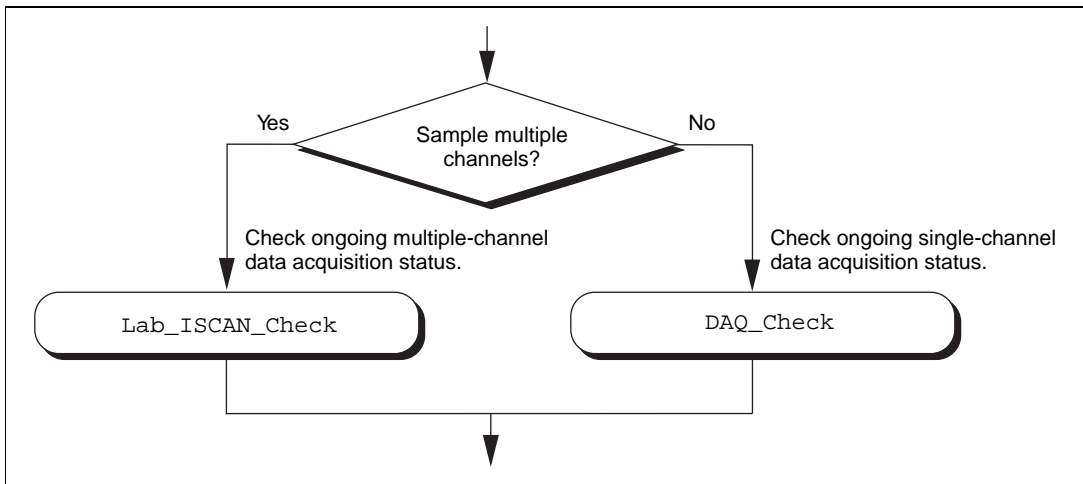 Sample multiple
channels?
Yes
No
Check ongoing multiple-channel
data acquisition status.
Check ongoing single-channel
data acquisition status.
Lab_ISCAN_Check
DAQ_Check